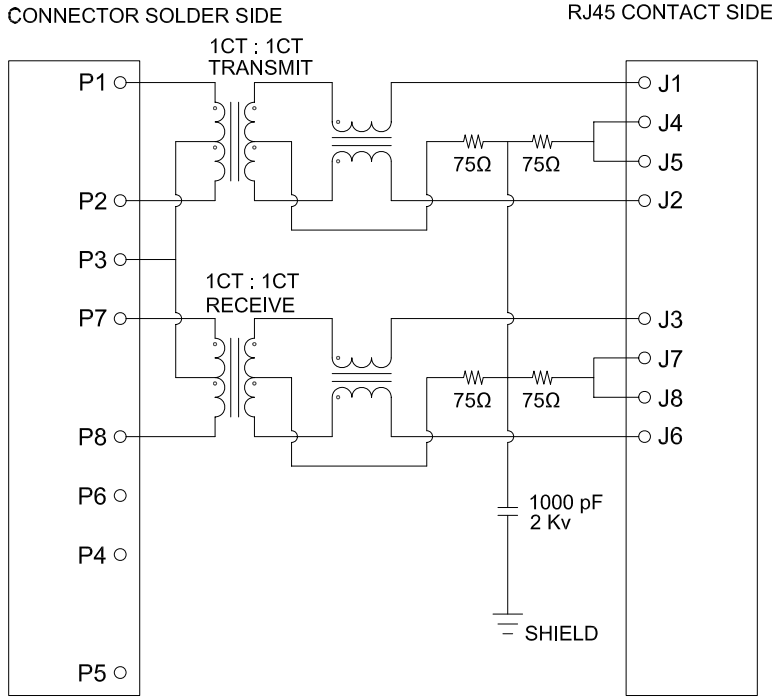 CONNECTOR SOLDER SIDE
RJ45 CONTACT SIDE
1CT : 1CT
TRANSMIT
P1
J1
J4
75Ω
75Ω
J5
P2
J2
P3
1CT : 1CT
RECEIVE
P7
J3
J7
75Ω
75Ω
J8
P8
J6
P6
1000 pF
2 Kv
P4
SHIELD
P5